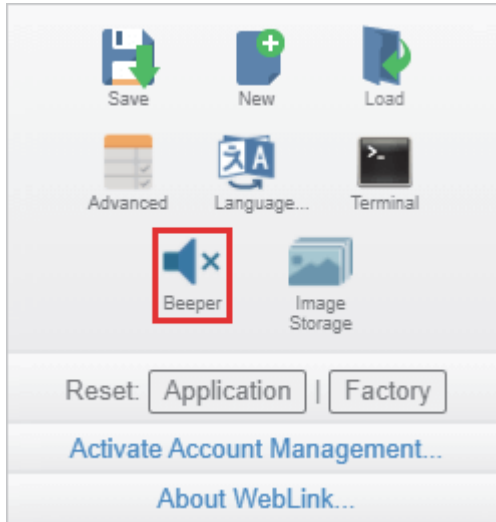 Save New Load
Advanced Language... Terminal
Beeper Image
Storage
Reset: Application | Factory
Activate Account Management...
About WebLink...